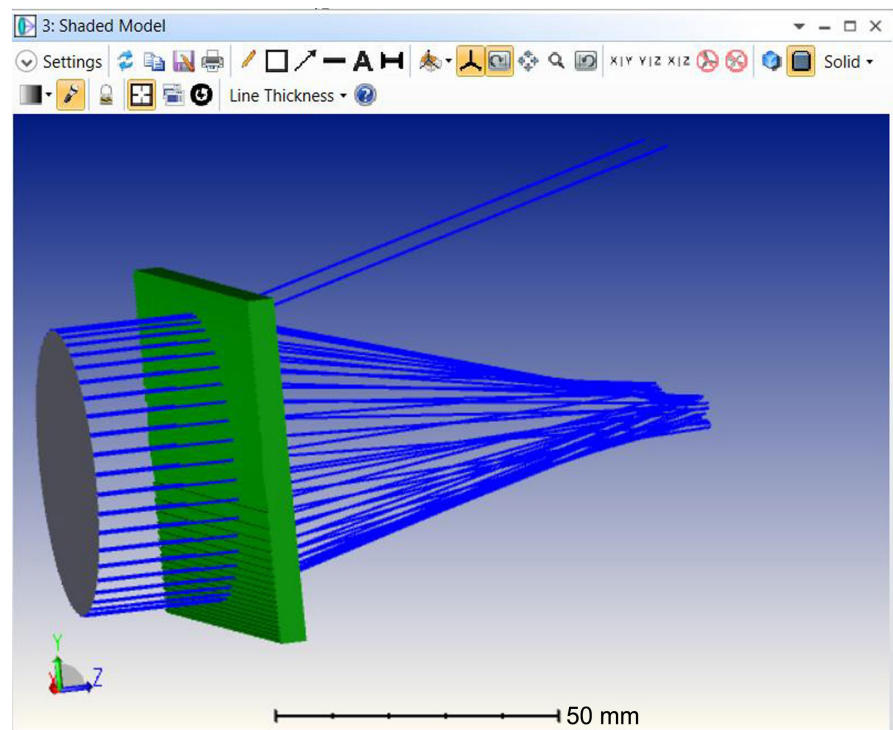 3: Shaded Model
Settings A X|Y Y|Z X|Z Solid
Line Thickness
Y
Z
50 mm